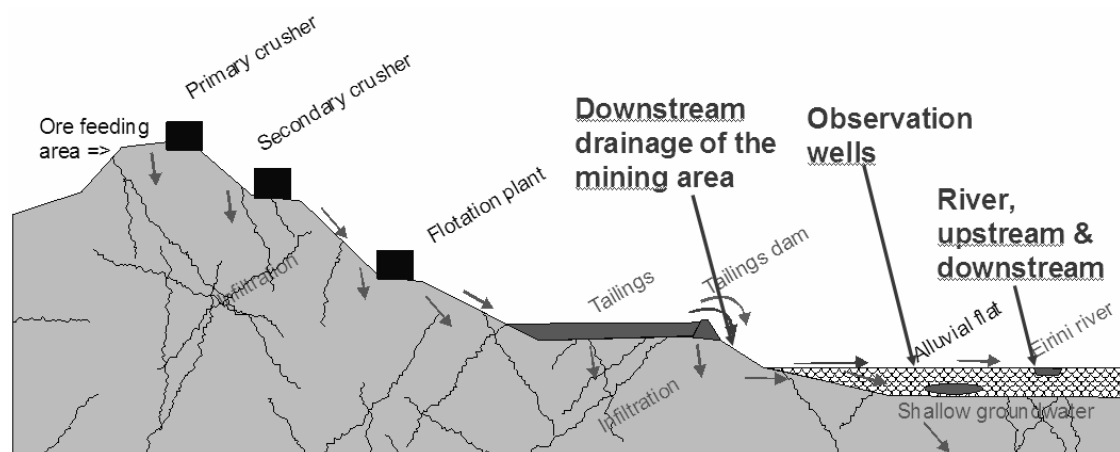 Primary crusher
Secondary crusher
Ore feeding
area =>
Flotation plant
Downstream
drainage of the
mining area
Observation
wells
River,
upstream &
downstream
Infiltration
Tailings
Tailings dam
Alluvial flat
Eirini river
Infiltration
Shallow groundwater